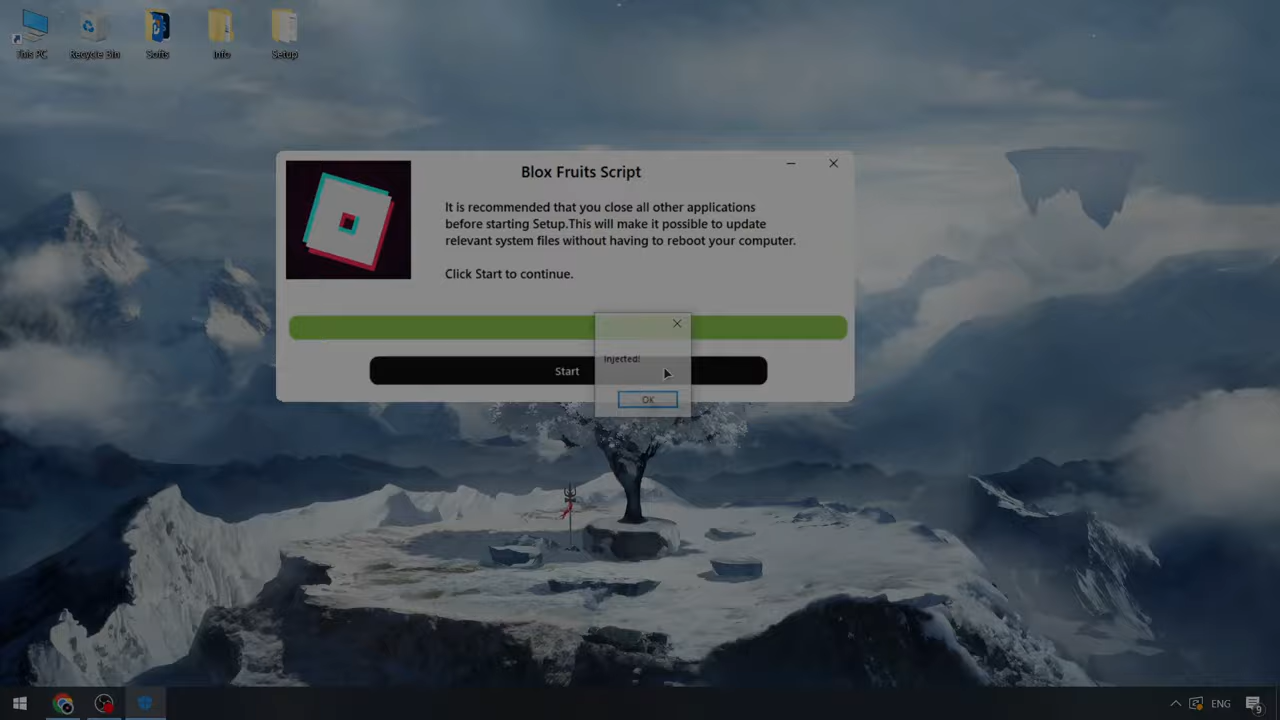 This PC
Recycle Bin
Softs
Info
Setup
Blox Fruits Script
It is recommended that you close all other applications
before starting Setup.This will make it possible to update
relevant system files without having to reboot your computer.
Click Start to continue.
Injected!
Start
OK
ENG
9